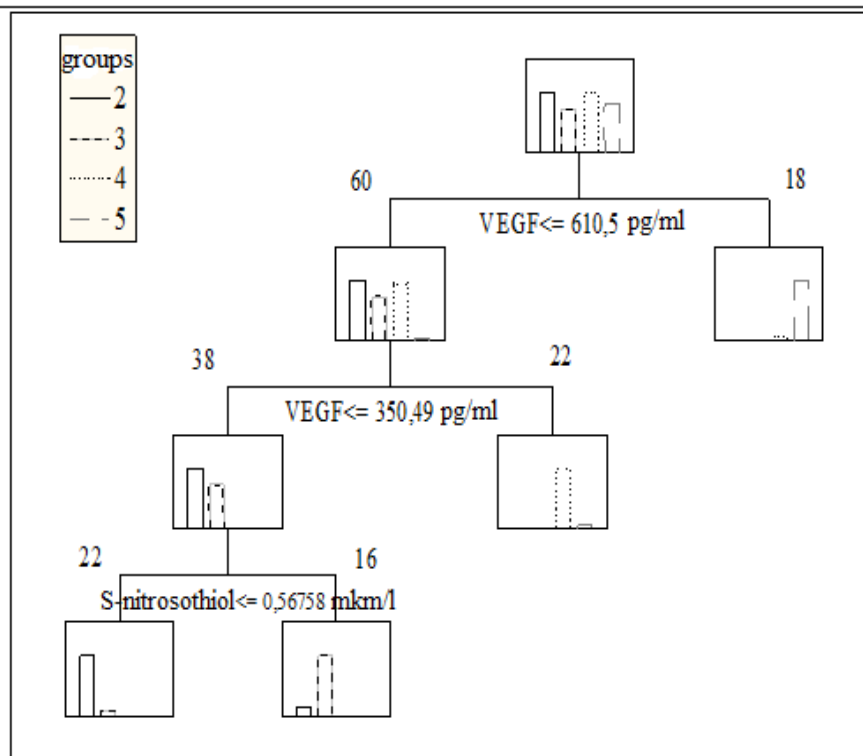 groups
2
3
4
5
60
18
VEGF<= 610,5 pg/ml
38
22
VEGF<= 350,49 pg/ml
22
16
S-nitrosothiol<= 0,56758 mkm/l